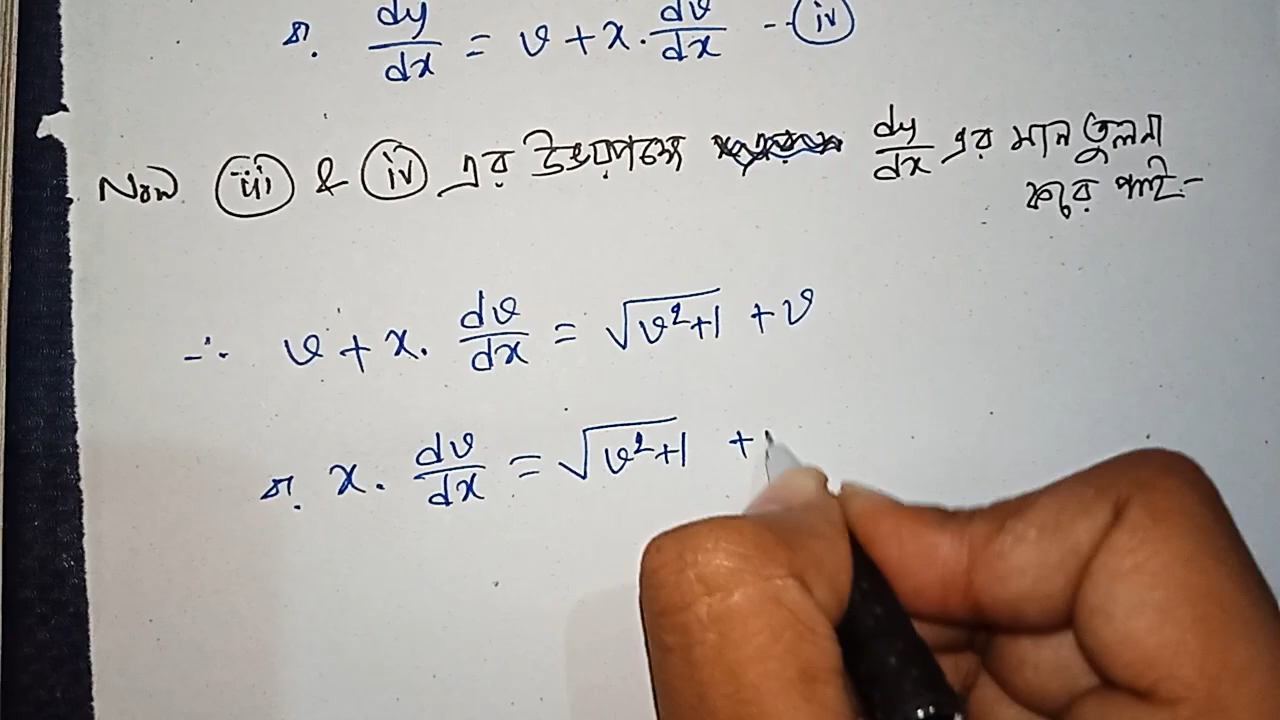 বা. dy/dx = v + x. dv/dx --(iv)
Now (iii) & (iv) এর উভয়পক্ষে dy/dx এর মান তুলনা
করে পাই:-
∴ v + x. dv/dx = √(v²+1) + v
বা. x. dv/dx = √(v²+1) +